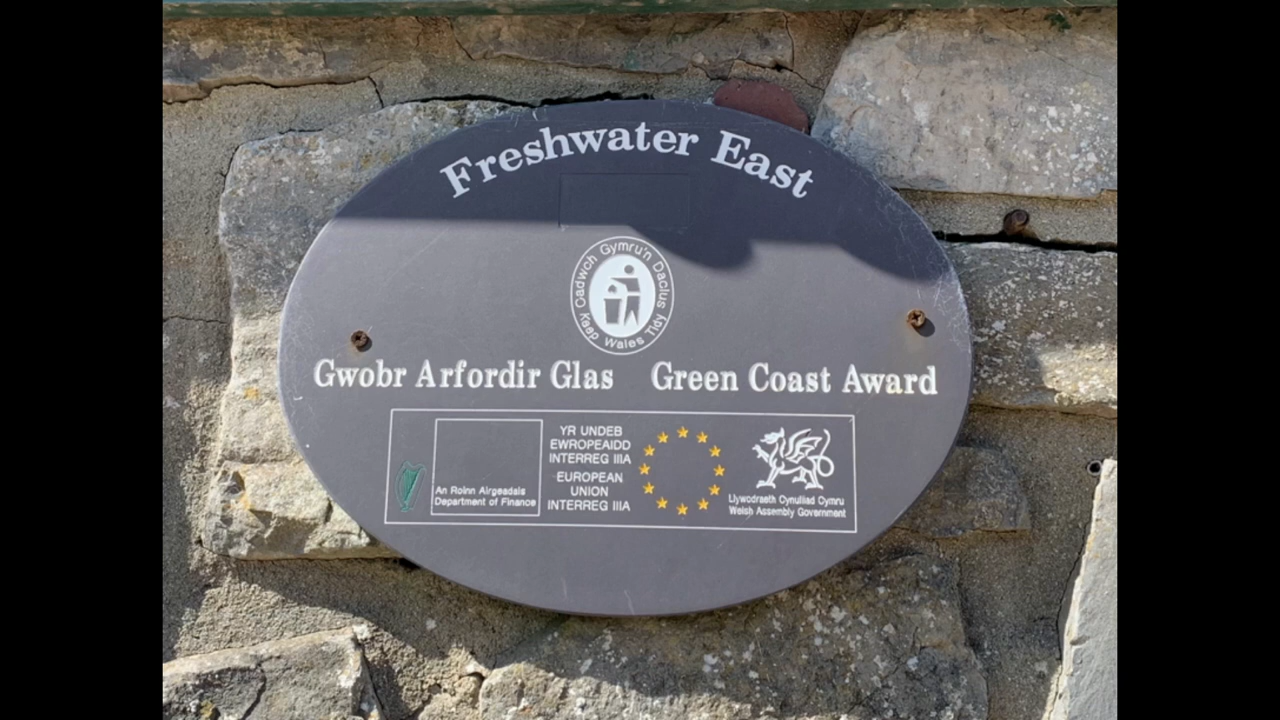 Freshwater East
Cadwch Gymru'n Daclus
Keep Wales Tidy
Gwobr Arfordir Glas
Green Coast Award
An Roinn Airgeadais
Department of Finance
YR UNDEB
EWROPEAIDD
INTERREG IIIA
EUROPEAN
UNION
INTERREG IIIA
Llywodraeth Cynulliad Cymru
Welsh Assembly Government